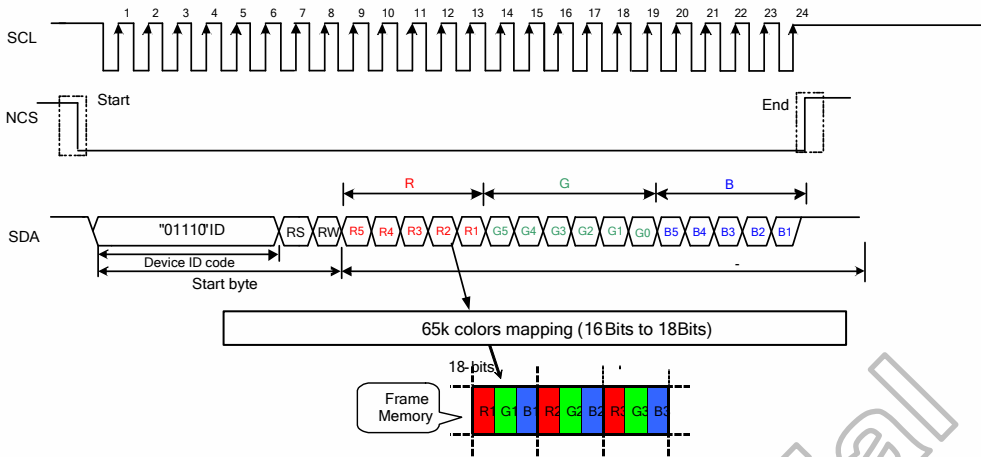 1 2 3 4 5 6 7 8 9 10 11 12 13 14 15 16 17 18 19 20 21 22 23 24
SCL
Start
End
NCS
R G B
SDA
"01110"ID RS RW R5 R4 R3 R2 R1 G5 G4 G3 G2 G1 G0 B5 B4 B3 B2 B1
Device ID code
-
Start byte
65k colors mapping (16Bits to 18Bits)
18-bits
Frame
Memory
R1 G1 B1 R2 G2 B2 R3 G3 B3